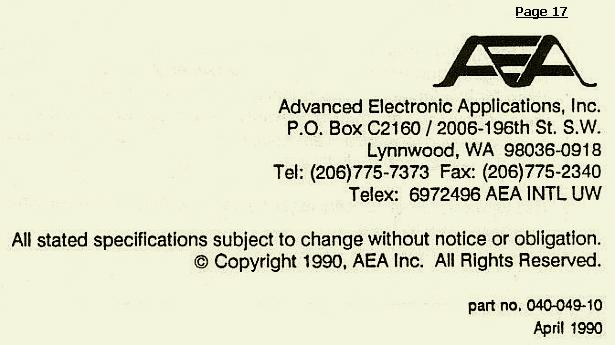 Page 17
AEA
Advanced Electronic Applications, Inc.
P.O. Box C2160 / 2006-196th St. S.W.
Lynnwood, WA 98036-0918
Tel: (206)775-7373 Fax: (206)775-2340
Telex: 6972496 AEA INTL UW
All stated specifications subject to change without notice or obligation.
© Copyright 1990, AEA Inc. All Rights Reserved.
part no. 040-049-10
April 1990